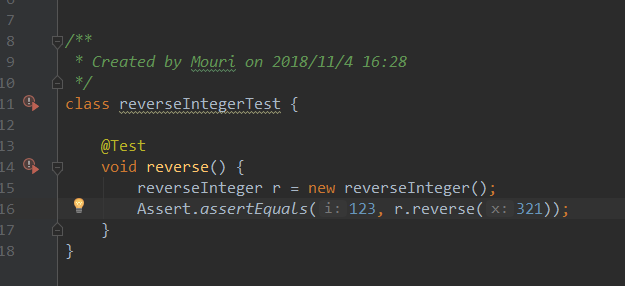 7
8 /**
9 * Created by Mouri on 2018/11/4 16:28
10 */
11 class reverseIntegerTest {
12
13 @Test
14 void reverse() {
15 reverseInteger r = new reverseInteger();
16 Assert.assertEquals( i: 123, r.reverse( x: 321));
17 }
18 }